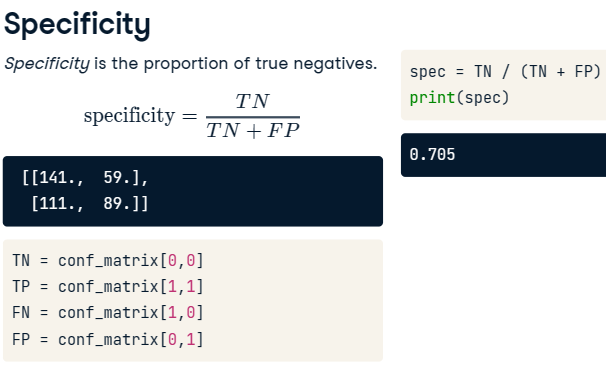 Specificity
Specificity is the proportion of true negatives.
specificity = TN / TN + FP
[[141., 59.],
[111., 89.]]
TN = conf_matrix[0,0]
TP = conf_matrix[1,1]
FN = conf_matrix[1,0]
FP = conf_matrix[0,1]
spec = TN / (TN + FP)
print(spec)
0.705